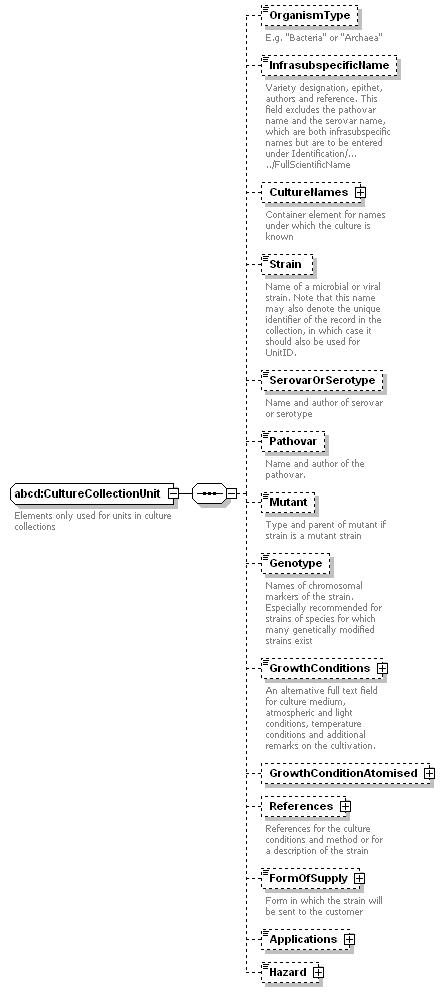 OrganismType
E.g. "Bacteria" or "Archaea"
InfrasubspecificName
Variety designation, epithet,
authors and reference. This
field excludes the pathovar
name and the serovar name,
which are both infrasubspecific
names but are to be entered
under Identification/...
../FullScientificName
CultureNames
Container element for names
under which the culture is
known
Strain
Name of a microbial or viral
strain. Note that this name
may also denote the unique
identifier of the record in the
collection, in which case it
should also be used for
UnitID.
SerovarOrSerotype
Name and author of serovar
or serotype
Pathovar
Name and author of the
pathovar.
abcd:CultureCollectionUnit
Elements only used for units in culture
collections
Mutant
Type and parent of mutant if
strain is a mutant strain
Genotype
Names of chromosomal
markers of the strain.
Especially recommended for
strains of species for which
many genetically modified
strains exist
GrowthConditions
An alternative full text field
for culture medium,
atmospheric and light
conditions, temperature
conditions and additional
remarks on the cultivation.
GrowthConditionAtomised
References
References for the culture
conditions and method or for
a description of the strain
FormOfSupply
Form in which the strain will
be sent to the customer
Applications
Hazard